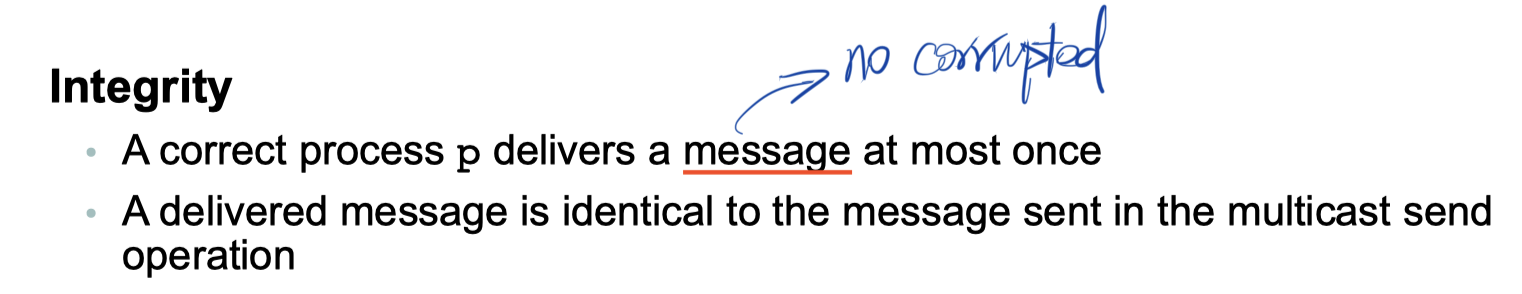 no corrupted
Integrity
• A correct process p delivers a message at most once
• A delivered message is identical to the message sent in the multicast send
operation